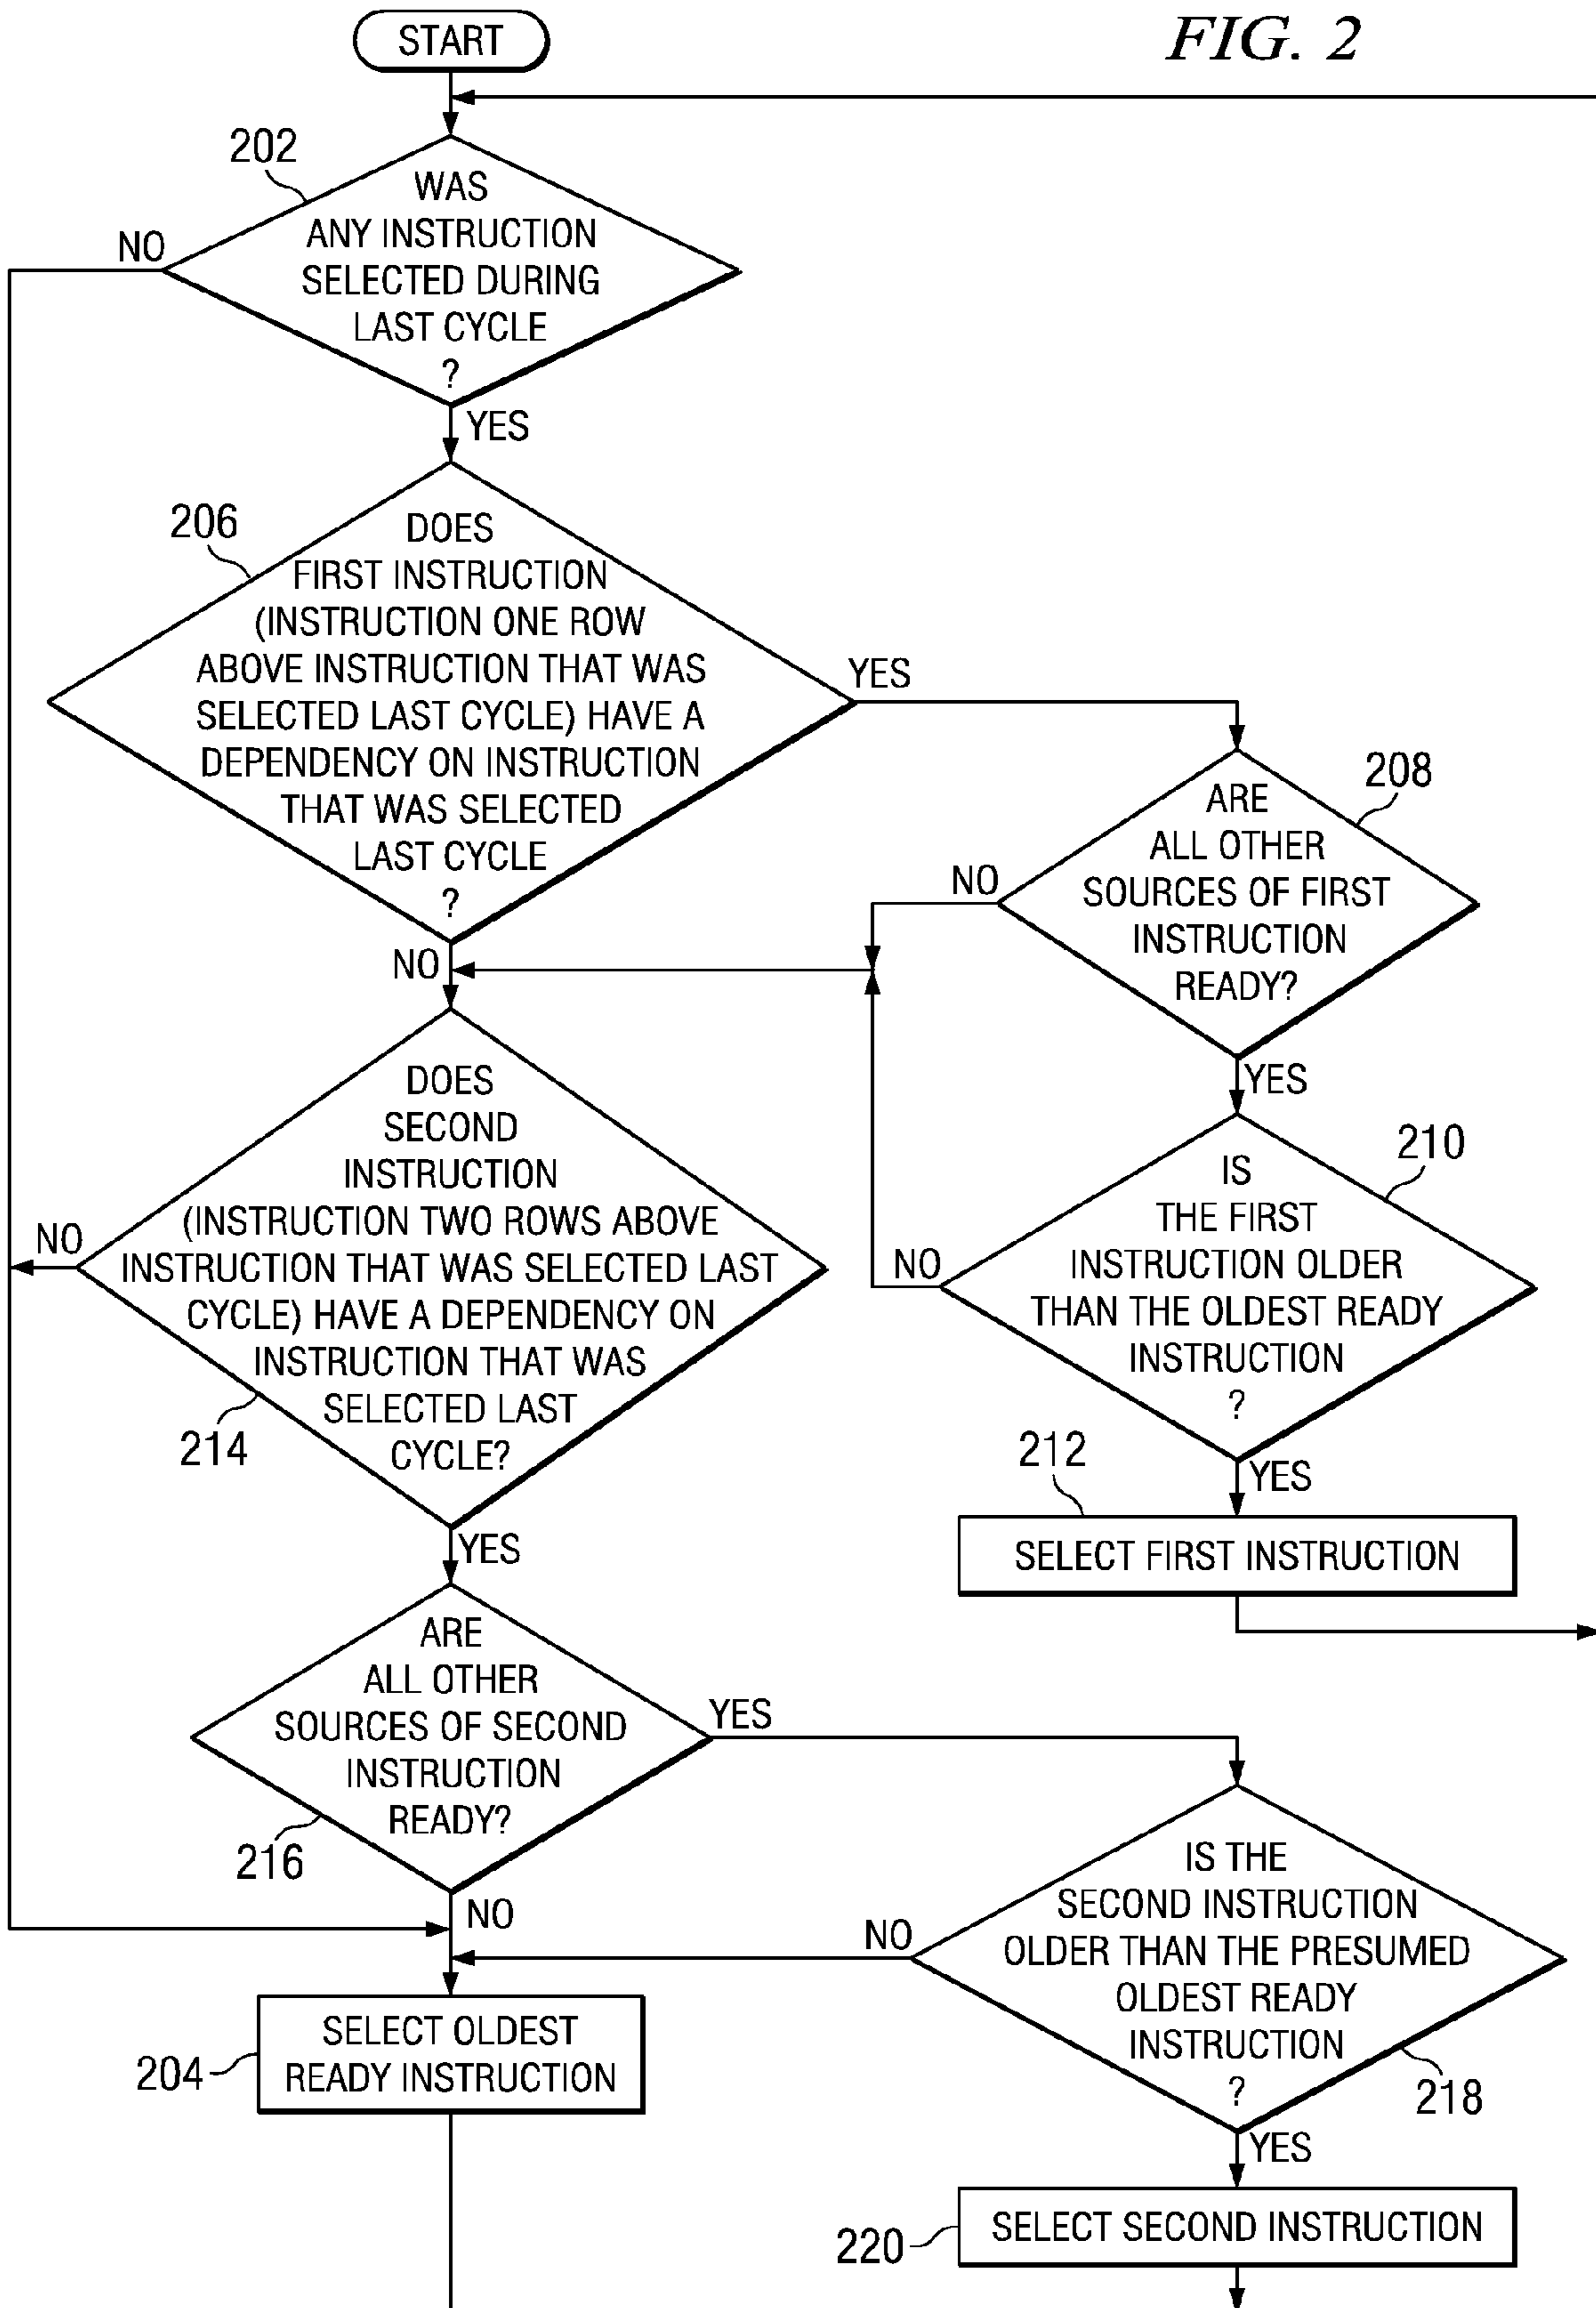 START
FIG. 2
202
WAS
ANY INSTRUCTION
SELECTED DURING
LAST CYCLE
?
NO
YES
206
DOES
FIRST INSTRUCTION
(INSTRUCTION ONE ROW
ABOVE INSTRUCTION THAT WAS
SELECTED LAST CYCLE) HAVE A
DEPENDENCY ON INSTRUCTION
THAT WAS SELECTED
LAST CYCLE
?
YES
NO
208
ARE
ALL OTHER
SOURCES OF FIRST
INSTRUCTION
READY?
NO
YES
210
IS
THE FIRST
INSTRUCTION OLDER
THAN THE OLDEST READY
INSTRUCTION
?
NO
YES
212
SELECT FIRST INSTRUCTION
DOES
SECOND
INSTRUCTION
(INSTRUCTION TWO ROWS ABOVE
INSTRUCTION THAT WAS SELECTED LAST
CYCLE) HAVE A DEPENDENCY ON
INSTRUCTION THAT WAS
SELECTED LAST
CYCLE?
214
NO
YES
ARE
ALL OTHER
SOURCES OF SECOND
INSTRUCTION
READY?
216
YES
NO
IS THE
SECOND INSTRUCTION
OLDER THAN THE PRESUMED
OLDEST READY
INSTRUCTION
?
218
NO
YES
204
SELECT OLDEST
READY INSTRUCTION
220
SELECT SECOND INSTRUCTION